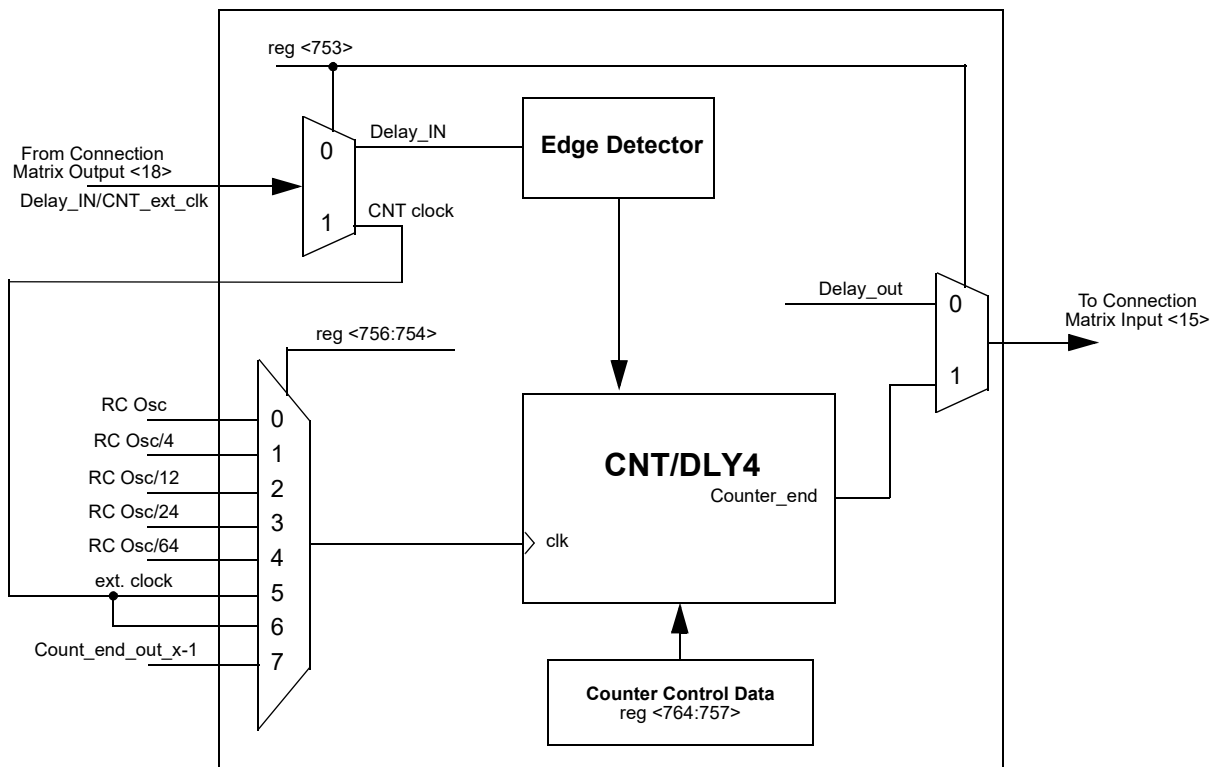 reg <753>
0
Delay_IN
Edge Detector
From Connection
Matrix Output <18>
Delay_IN/CNT_ext_clk
1
CNT clock
Delay_out
0
To Connection
Matrix Input <15>
1
reg <756:754>
RC Osc
0
RC Osc/4
1
RC Osc/12
2
RC Osc/24
3
RC Osc/64
4
ext. clock
5
6
Count_end_out_x-1
7
CNT/DLY4
Counter_end
clk
Counter Control Data
reg <764:757>